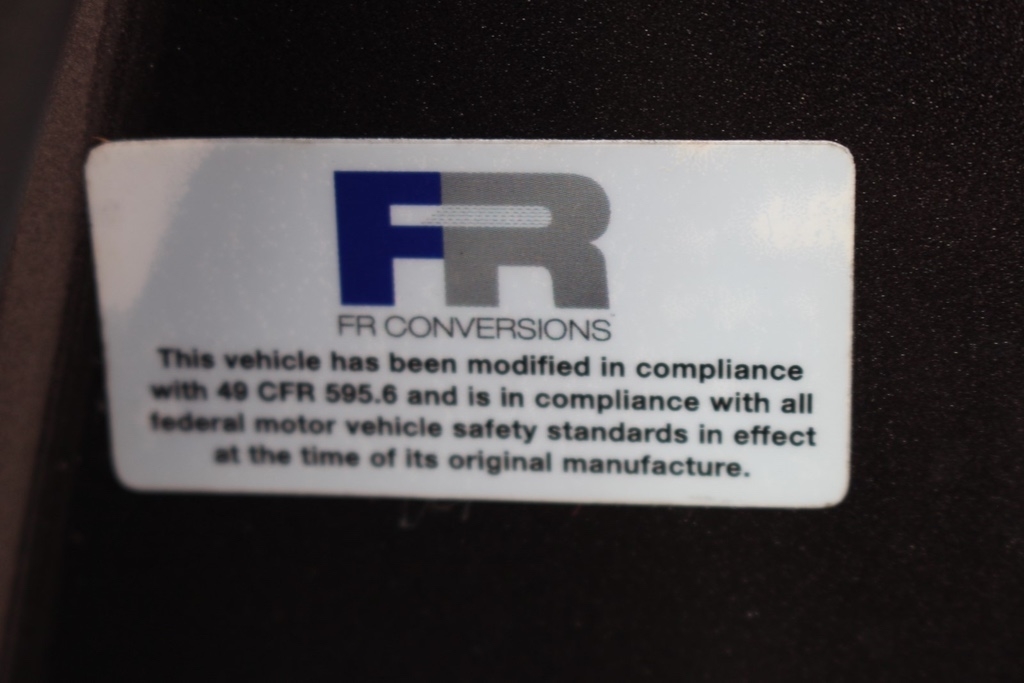 FR
FR CONVERSIONS
This vehicle has been modified in compliance
with 49 CFR 595.6 and is in compliance with all
federal motor vehicle safety standards in effect
at the time of its original manufacture.